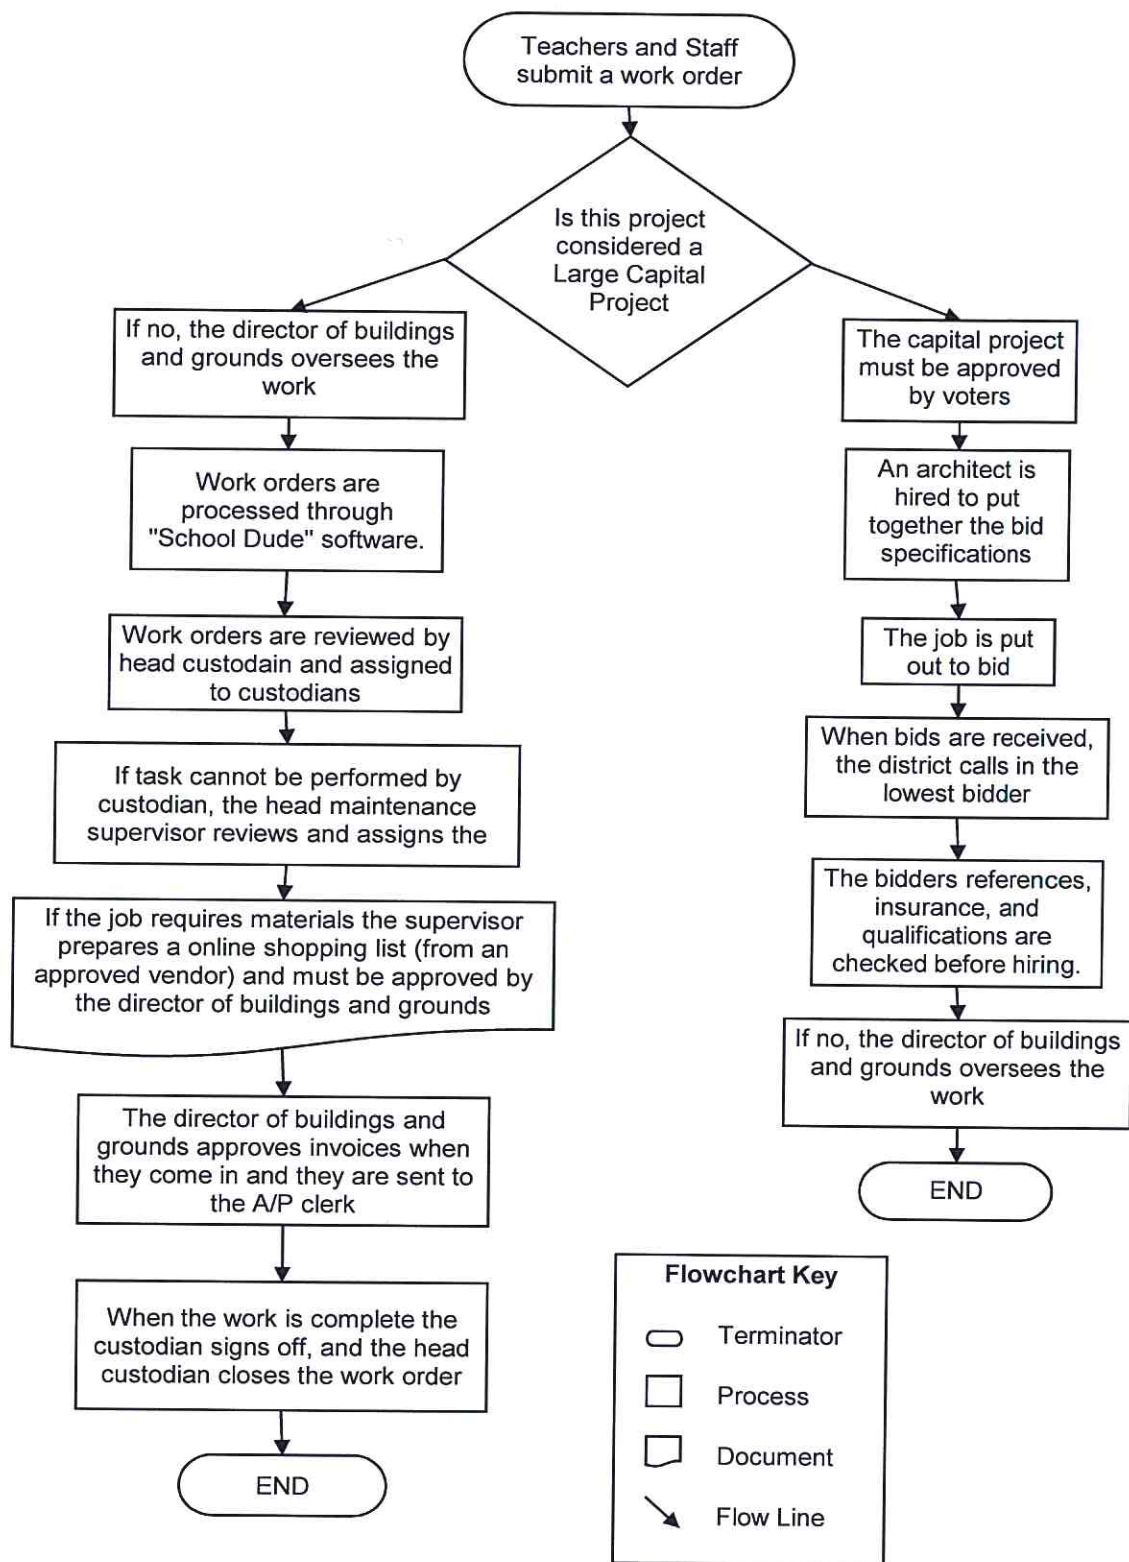 Teachers and Staff
submit a work order
Is this project
considered a
Large Capital
Project
If no, the director of buildings
and grounds oversees the
work
Work orders are
processed through
"School Dude" software.
Work orders are reviewed by
head custodain and assigned
to custodians
If task cannot be performed by
custodian, the head maintenance
supervisor reviews and assigns the
If the job requires materials the supervisor
prepares a online shopping list (from an
approved vendor) and must be approved by
the director of buildings and grounds
The director of buildings and
grounds approves invoices when
they come in and they are sent to
the A/P clerk
When the work is complete the
custodian signs off, and the head
custodian closes the work order
END
The capital project
must be approved
by voters
An architect is
hired to put
together the bid
specifications
The job is put
out to bid
When bids are received,
the district calls in the
lowest bidder
The bidders references,
insurance, and
qualifications are
checked before hiring.
If no, the director of buildings
and grounds oversees the
work
END
Flowchart Key
Terminator
Process
Document
Flow Line